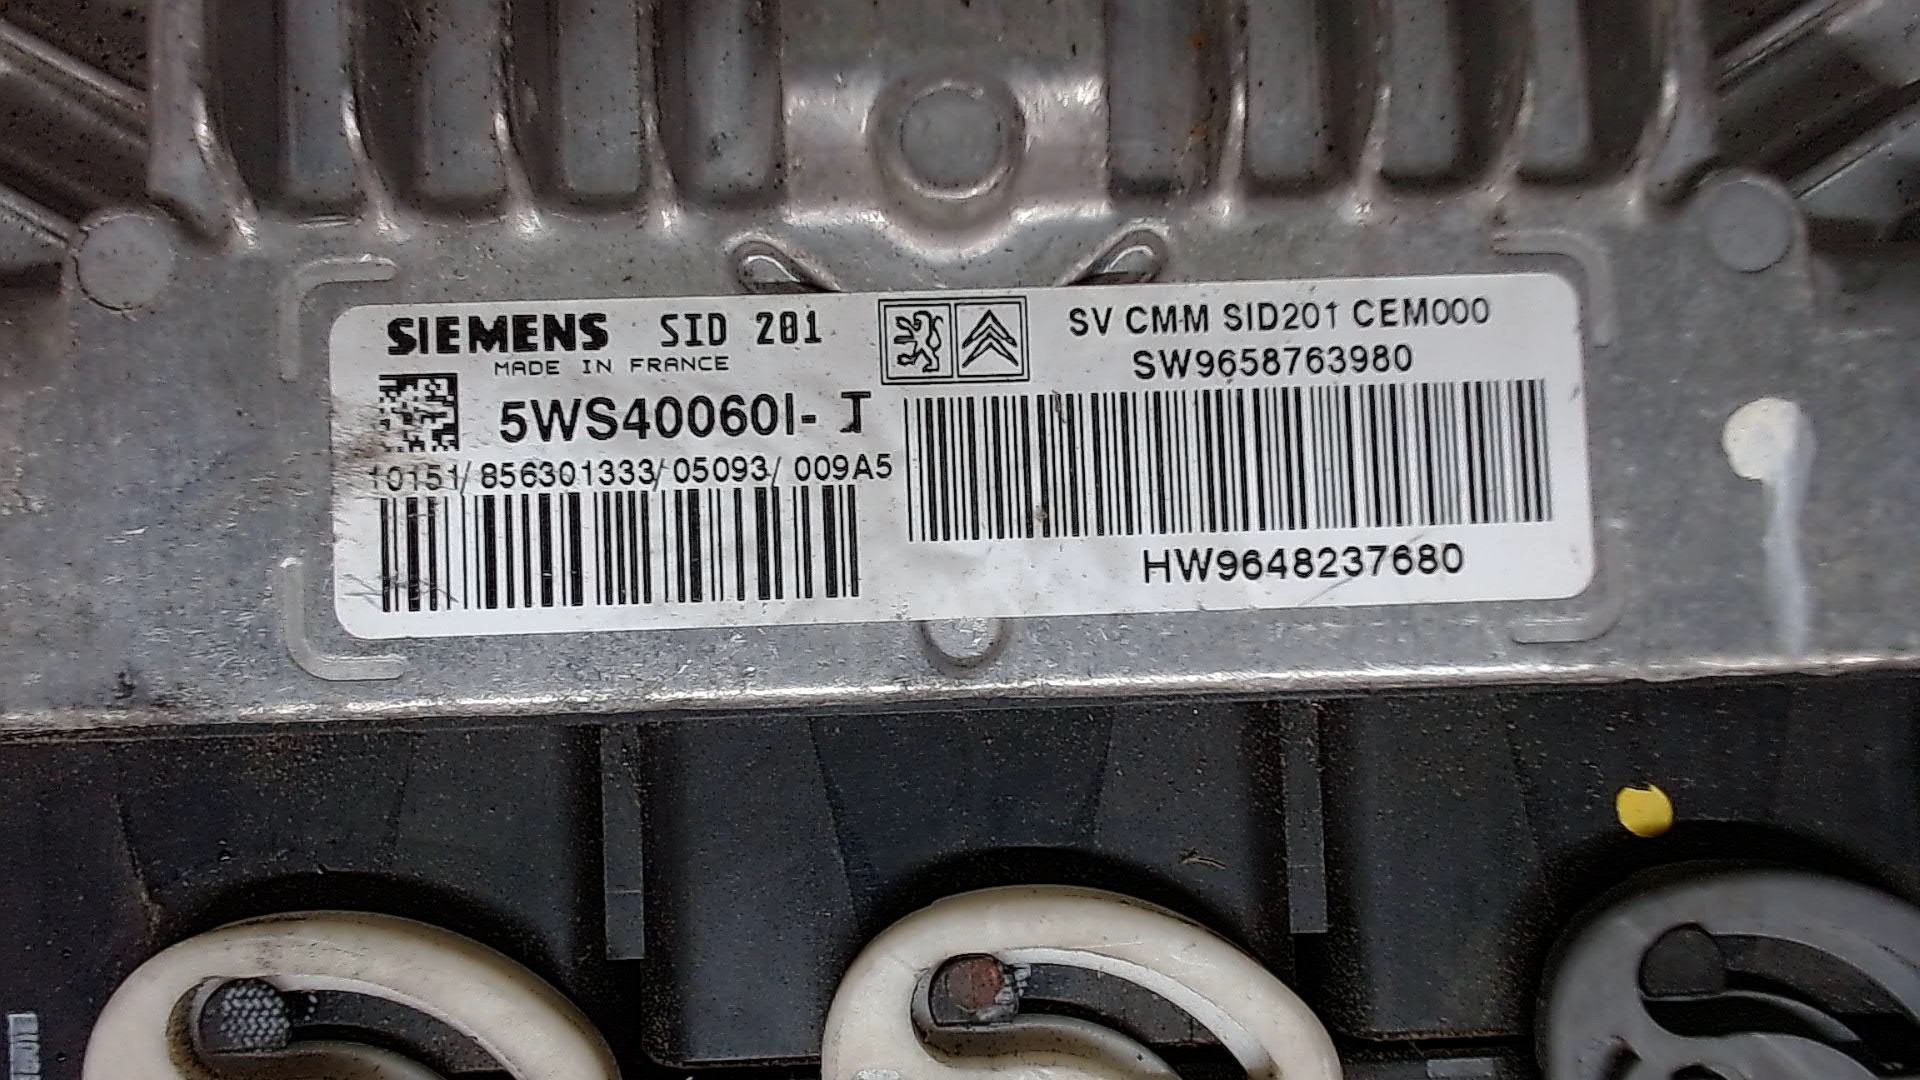 SIEMENS SID 201
MADE IN FRANCE
5WS40060I- J
10151/ 856301333/ 05093/ 009A5
SV CMM SID201 CEM000
SW9658763980
HW9648237680